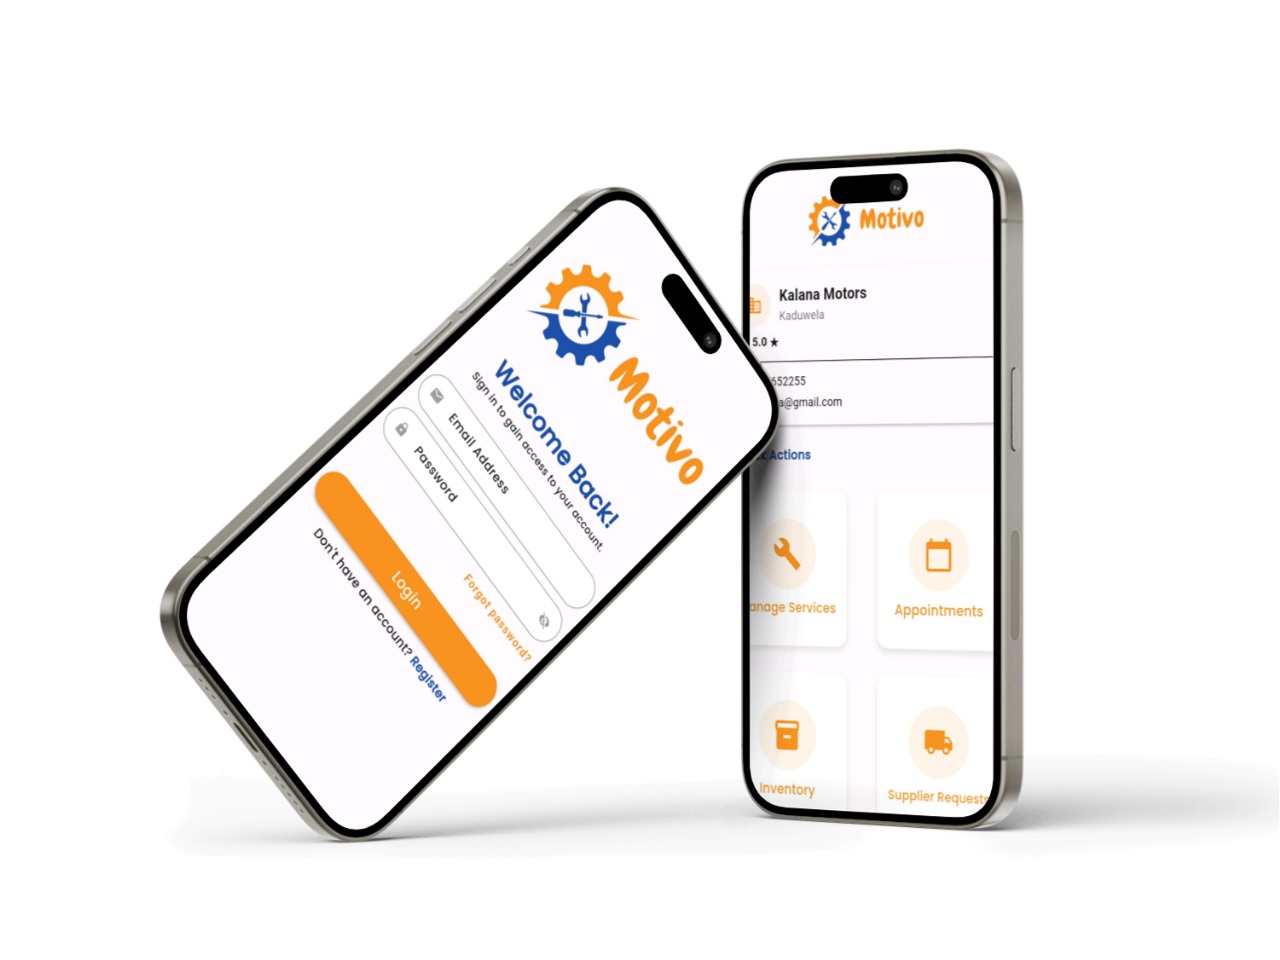 Motivo
Welcome Back!
Sign in to gain access to your account.
Email Address
Password
Forgot password?
Login
Don't have an account? Register
Motivo
Kalana Motors
Kaduwela
5.0 ★
652255
a@gmail.com
Actions
anage Services
Appointments
Inventory
Supplier Requests